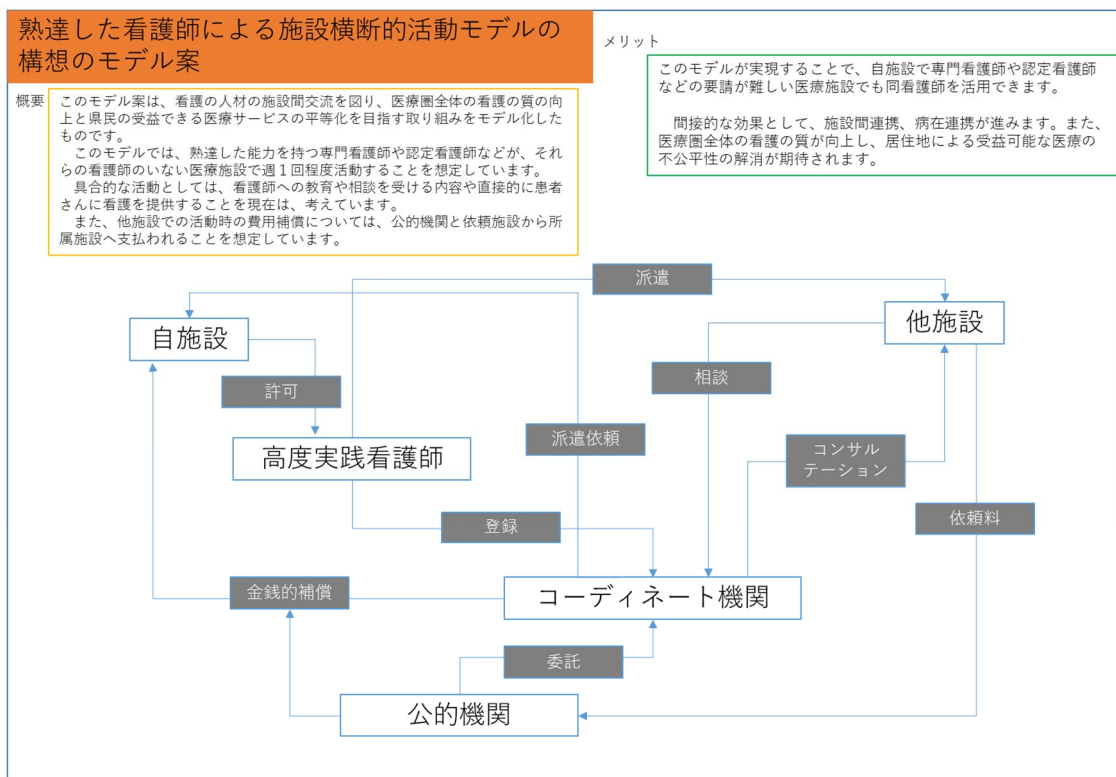 熟達した看護師による施設横断的活動モデルの
構想のモデル案
メリット
このモデルが実現することで、自施設で専門看護師や認定看護師
などの要請が難しい医療施設でも同看護師を活用できます。
間接的な効果として、施設間連携、病在連携が進みます。また、
医療圏全体の看護の質が向上し、居住地による受益可能な医療の
不公平性の解消が期待されます。
概要
このモデル案は、看護の人材の施設間交流を図り、医療圏全体の看護の質の向
上と県民の受益できる医療サービスの平等化を目指す取り組みをモデル化した
ものです。
このモデルでは、熟達した能力を持つ専門看護師や認定看護師などが、それ
らの看護師のいない医療施設で週１回程度活動することを想定しています。
具合的な活動としては、看護師への教育や相談を受ける内容や直接的に患者
さんに看護を提供することを現在は、考えています。
また、他施設での活動時の費用補償については、公的機関と依頼施設から所
属施設へ支払われることを想定しています。
派遣
自施設
他施設
許可
相談
高度実践看護師
派遣依頼
コンサル
テーション
登録
依頼料
金銭的補償
コーディネート機関
委託
公的機関